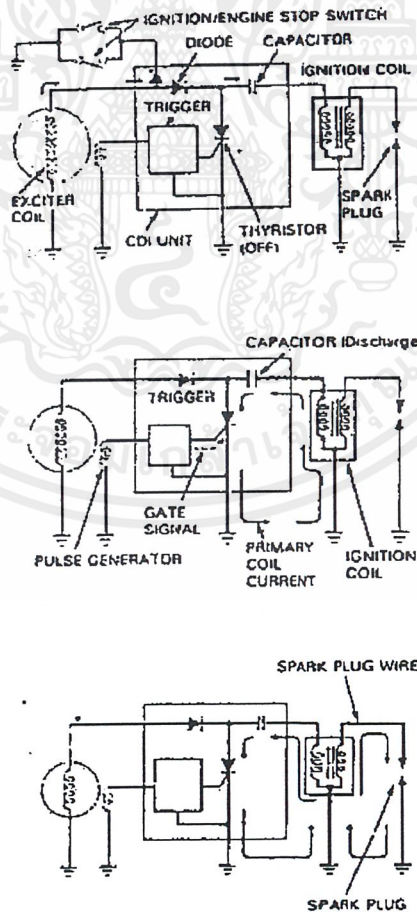 IGNITION/ENGINE STOP SWITCH
DIODE
CAPACITOR
IGNITION COIL
TRIGGER
EXCITER
COIL
CDI UNIT
THYRISTOR
(OFF)
SPARK
PLUG
CAPACITOR (Discharge
TRIGGER
GATE
SIGNAL
PULSE GENERATOR
PRIMARY
COIL
CURRENT
IGNITION
COIL
SPARK PLUG WIRE
SPARK PLUG